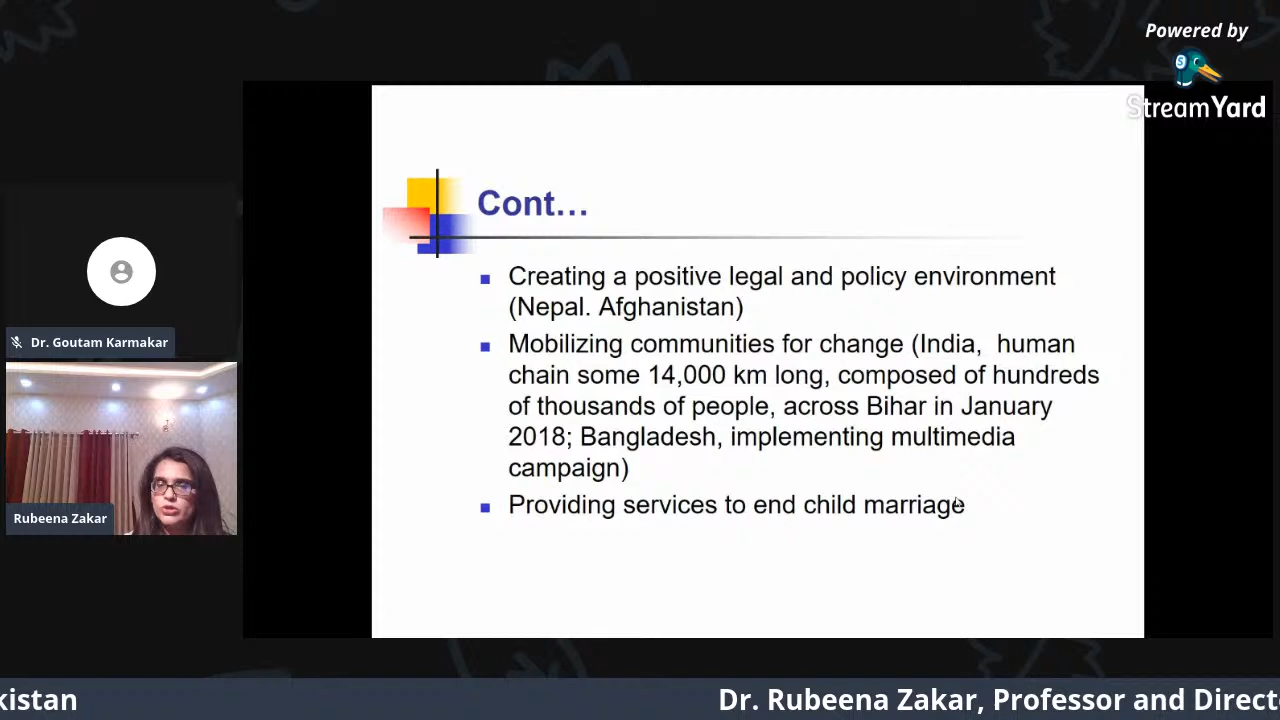 Powered by
StreamYard
Cont...
Creating a positive legal and policy environment
(Nepal. Afghanistan)
Mobilizing communities for change (India, human
chain some 14,000 km long, composed of hundreds
of thousands of people, across Bihar in January
2018; Bangladesh, implementing multimedia
campaign)
Providing services to end child marriage
Dr. Goutam Karmakar
Rubeena Zakar
kistan
Dr. Rubeena Zakar, Professor and Direct